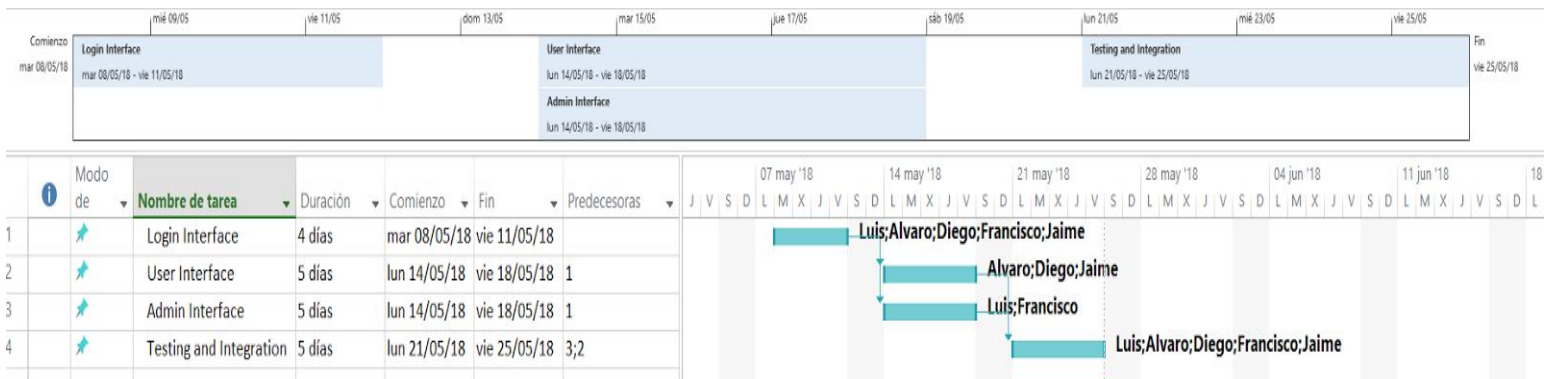 mié 09/05 vie 11/05 dom 13/05 mar 15/05 jue 17/05 sáb 19/05 lun 21/05 mié 23/05 vie 25/05
Comienzo
mar 08/05/18
Login Interface
mar 08/05/18 - vie 11/05/18
User Interface
lun 14/05/18 - vie 18/05/18
Testing and Integration
lun 21/05/18 - vie 25/05/18
Fin
vie 25/05/18
Admin Interface
lun 14/05/18 - vie 18/05/18
Modo de Nombre de tarea Duración Comienzo Fin Predecesoras
07 may '18 14 may '18 21 may '18 28 may '18 04 jun '18 11 jun '18 18
J V S D L M X J V S D L M X J V S D L M X J V S D L M X J V S D L M X J V S D L M X J V S D L
1 Login Interface 4 días mar 08/05/18 vie 11/05/18 Luis;Alvaro;Diego;Francisco;Jaime
2 User Interface 5 días lun 14/05/18 vie 18/05/18 1 Alvaro;Diego;Jaime
3 Admin Interface 5 días lun 14/05/18 vie 18/05/18 1 Luis;Francisco
4 Testing and Integration 5 días lun 21/05/18 vie 25/05/18 3;2 Luis;Alvaro;Diego;Francisco;Jaime